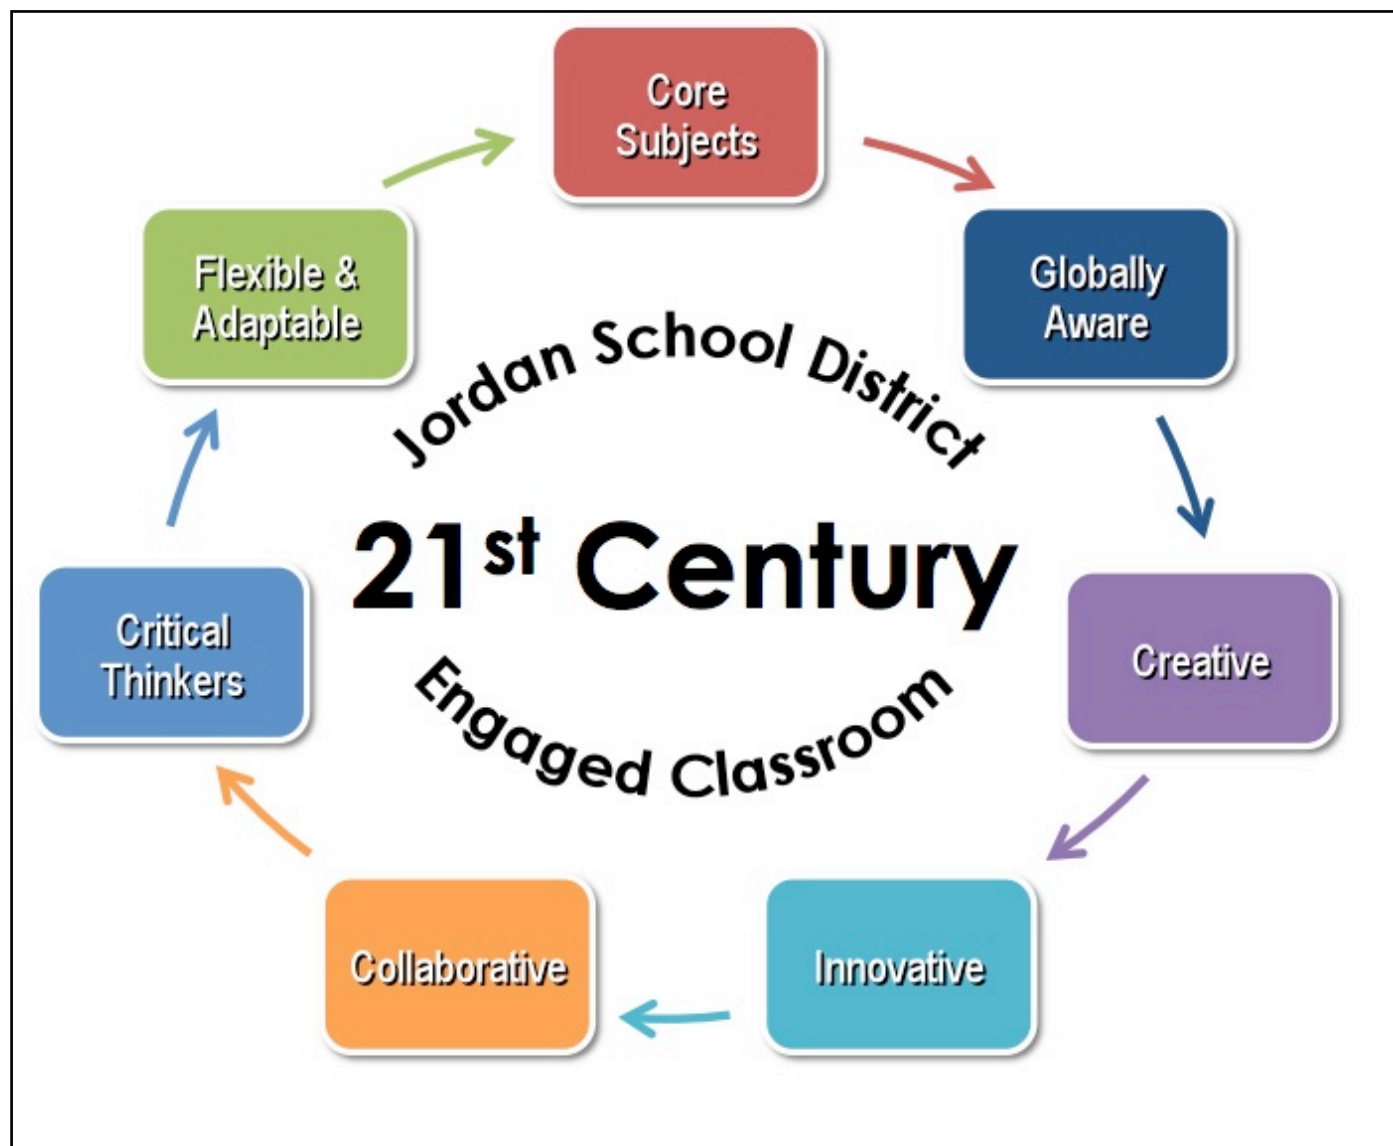 Core
Subjects
Globally
Aware
Creative
Innovative
Collaborative
Critical
Thinkers
Flexible &
Adaptable
Jordan School District
21st Century
Engaged Classroom